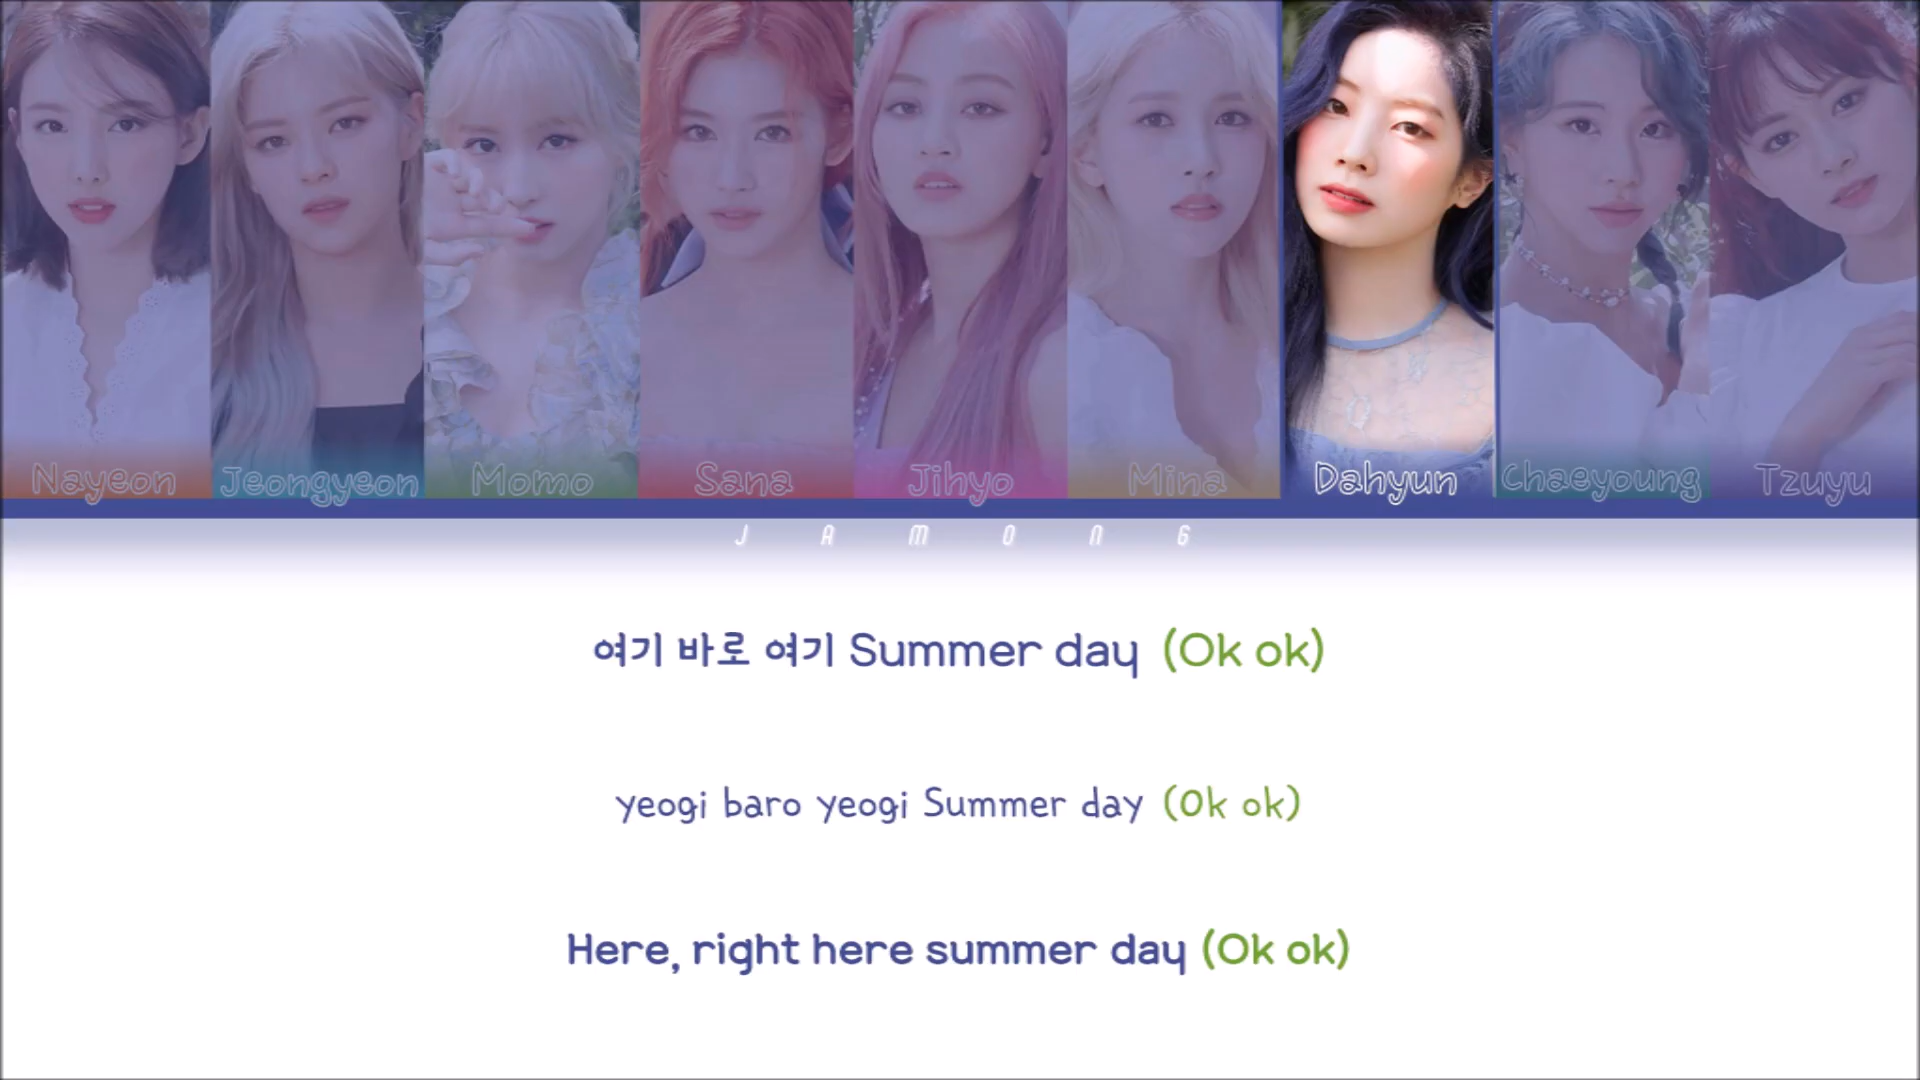 Nayeon Jeongyeon Momo Sana Jihyo Mina Dahyun Chaeyoung Tzuyu
JAMONG
여기 바로 여기 Summer day (Ok ok)
yeogi baro yeogi Summer day (Ok ok)
Here, right here summer day (Ok ok)